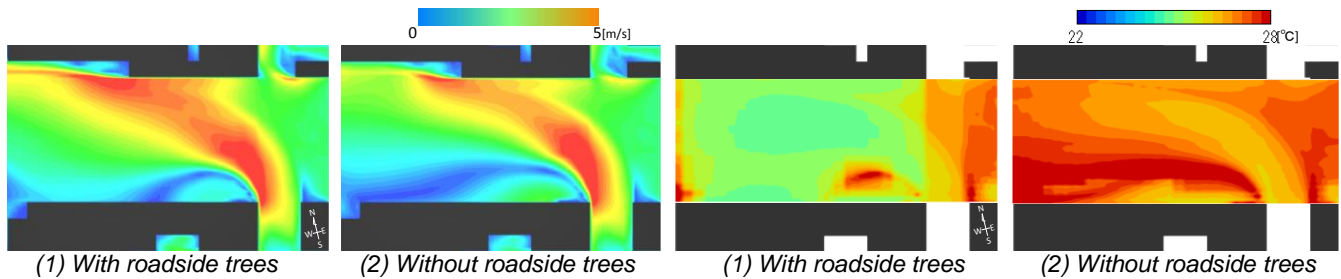 0 5[m/s]
22 28[℃]
N
W E
S
N
W E
S
(1) With roadside trees
(2) Without roadside trees
(1) With roadside trees
(2) Without roadside trees